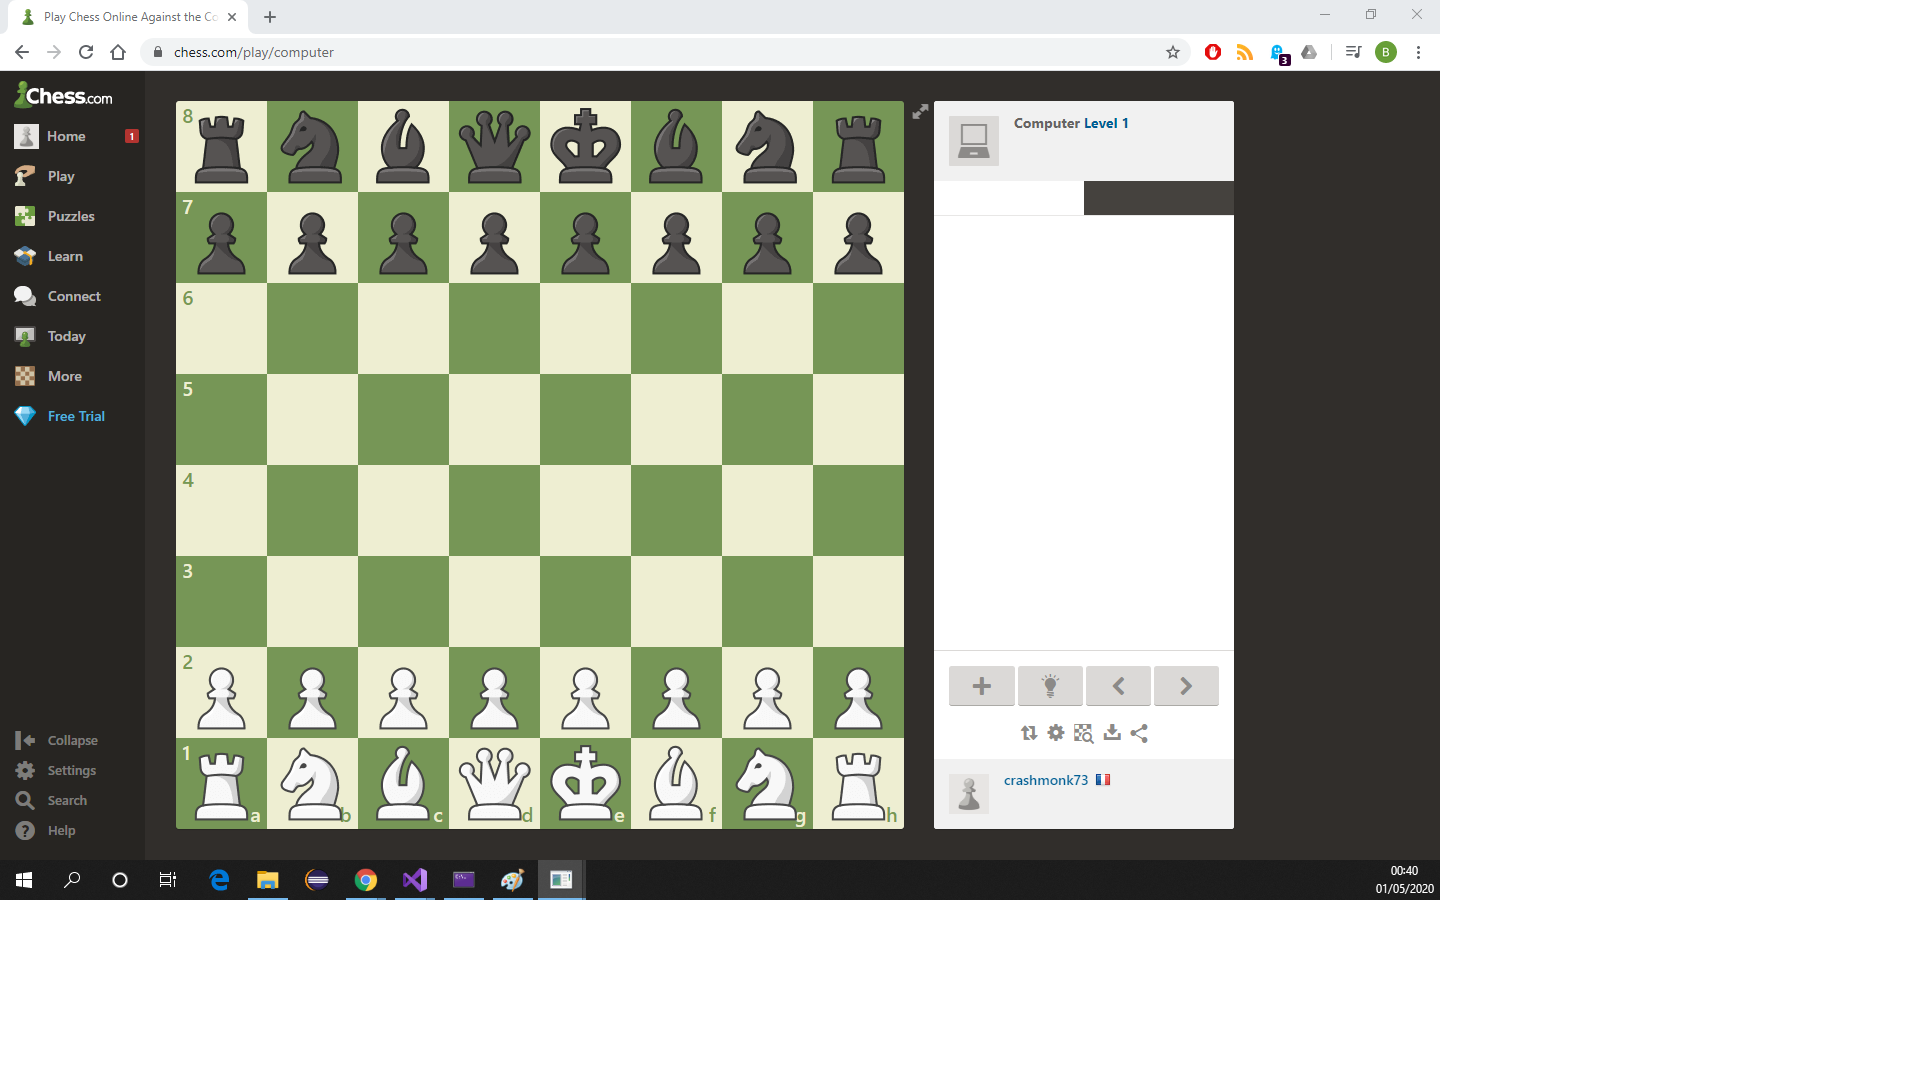 Play Chess Online Against the Co
chess.com/play/computer
3
B
Chess.com
Home 1
Play
Puzzles
Learn
Connect
Today
More
Free Trial
Collapse
Settings
Search
Help
8
7
6
5
4
3
2
1
a b c d e f g h
Computer Level 1
crashmonk73
00:40
01/05/2020